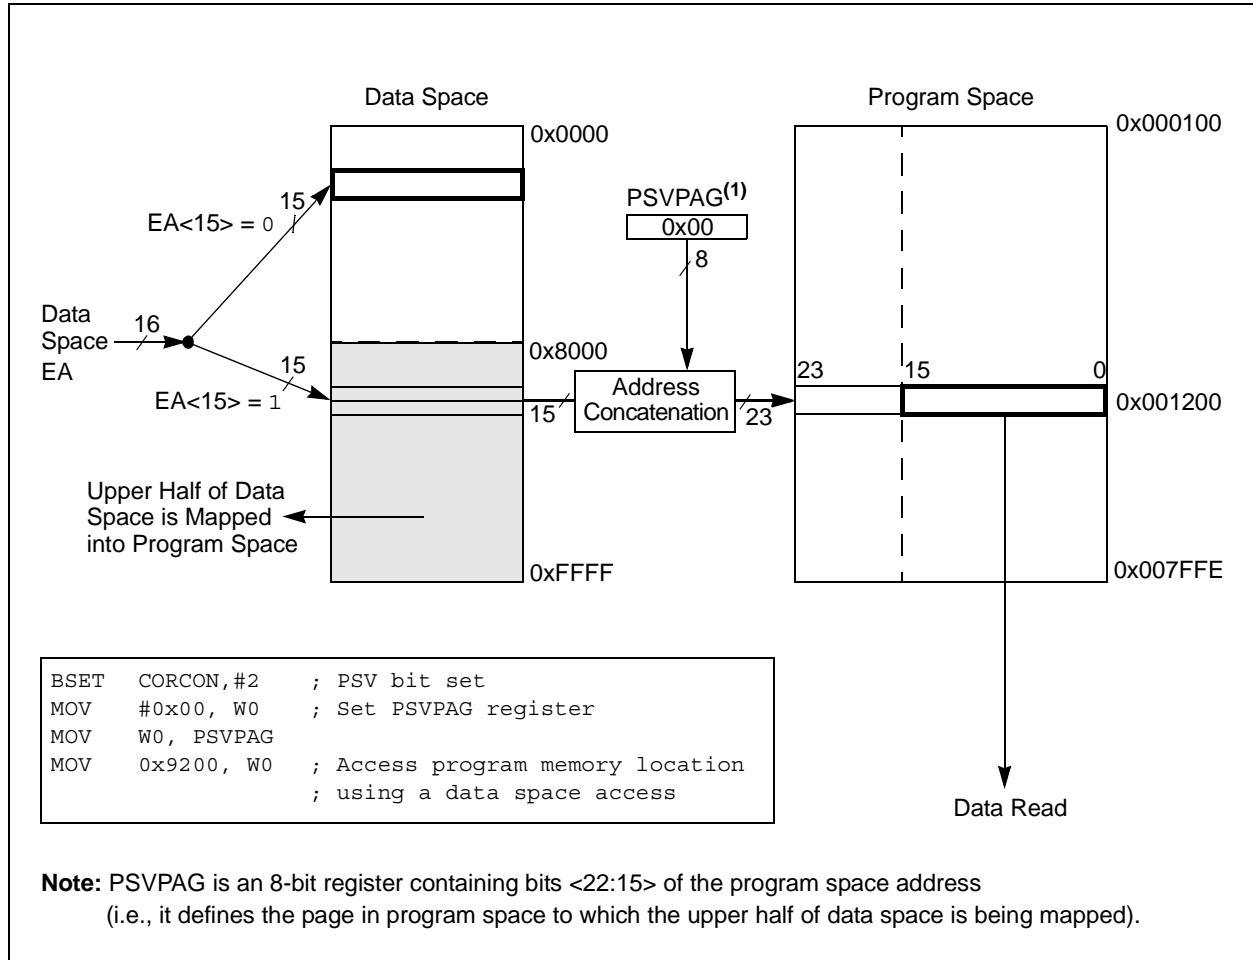 Data Space
Program Space
0x0000
0x000100
15
EA<15> = 0
PSVPAG(1)
0x00
8
Data
Space
EA
16
0x8000
15
EA<15> = 1
15
Address
Concatenation
23
23
15
0
0x001200
Upper Half of Data
Space is Mapped
into Program Space
0xFFFF
0x007FFE
BSET CORCON,#2 ; PSV bit set
MOV #0x00, W0 ; Set PSVPAG register
MOV W0, PSVPAG
MOV 0x9200, W0 ; Access program memory location
; using a data space access
Data Read
Note: PSVPAG is an 8-bit register containing bits <22:15> of the program space address
(i.e., it defines the page in program space to which the upper half of data space is being mapped).